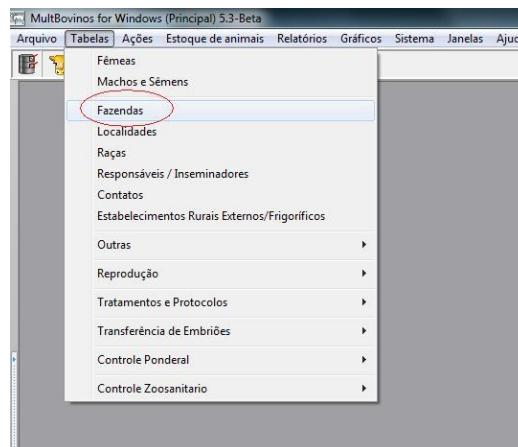 MultBovinos for Windows (Principal) 5.3-Beta
Arquivo Tabelas Ações Estoque de animais Relatórios Gráficos Sistema Janelas Ajud
Fêmeas
Machos e Sêmens
Fazendas
Localidades
Raças
Responsáveis / Inseminadores
Contatos
Estabelecimentos Rurais Externos/Frigoríficos
Outras
Reprodução
Tratamentos e Protocolos
Transferência de Embriões
Controle Ponderal
Controle Zoosanitario